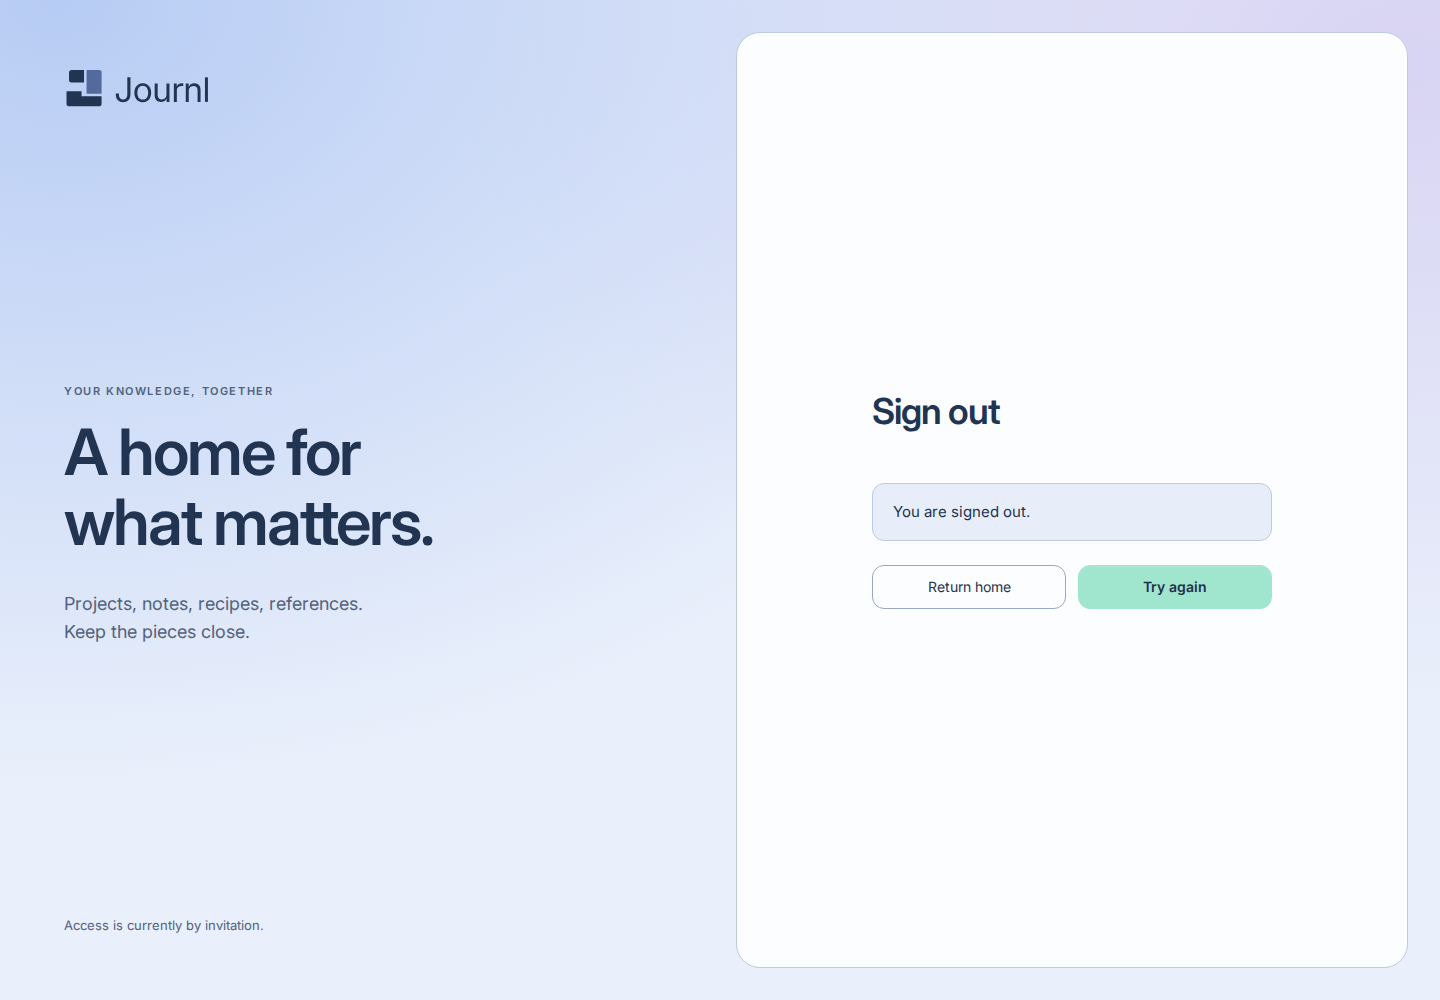 Journl
YOUR KNOWLEDGE, TOGETHER
A home for
what matters.
Projects, notes, recipes, references.
Keep the pieces close.
Access is currently by invitation.
Sign out
You are signed out.
Return home
Try again